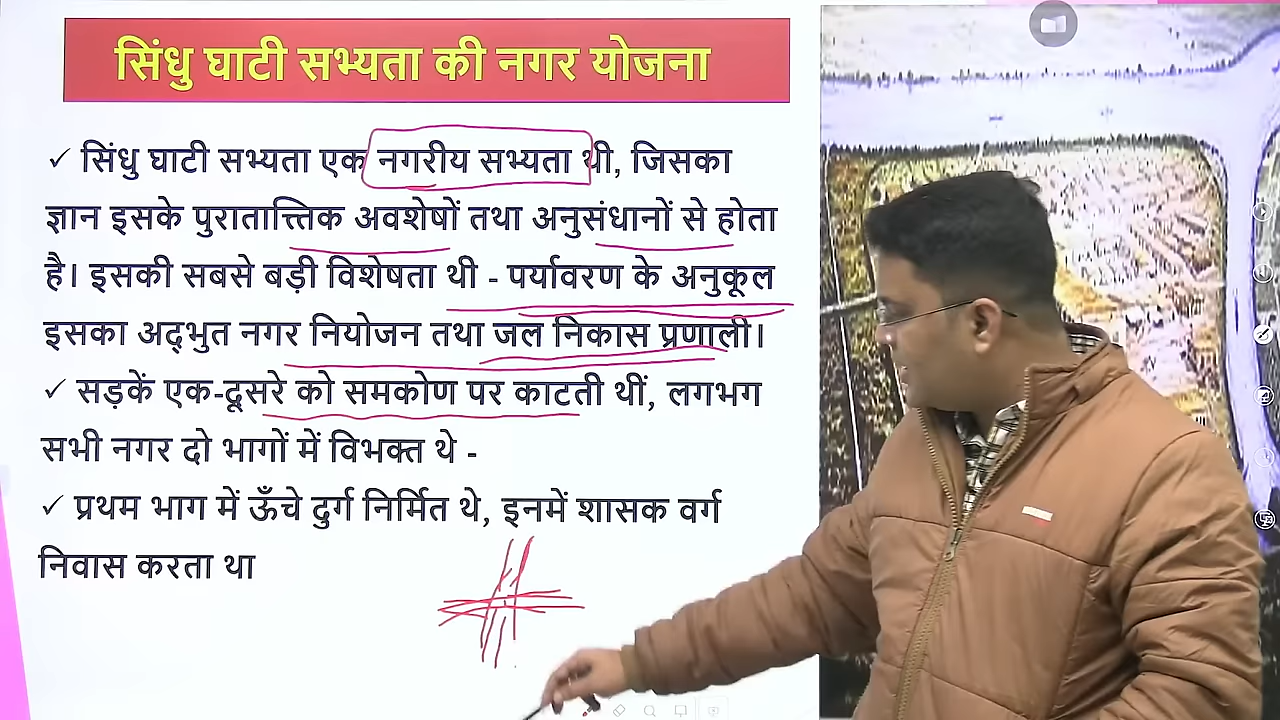 सिंधु घाटी सभ्यता की नगर योजना
✓ सिंधु घाटी सभ्यता एक नगरीय सभ्यता थी, जिसका
ज्ञान इसके पुरातात्त्विक अवशेषों तथा अनुसंधानों से होता
है। इसकी सबसे बड़ी विशेषता थी - पर्यावरण के अनुकूल
इसका अद्भुत नगर नियोजन तथा जल निकास प्रणाली।
✓ सड़कें एक-दूसरे को समकोण पर काटती थीं, लगभग
सभी नगर दो भागों में विभक्त थे -
✓ प्रथम भाग में ऊँचे दुर्ग निर्मित थे, इनमें शासक वर्ग
निवास करता था